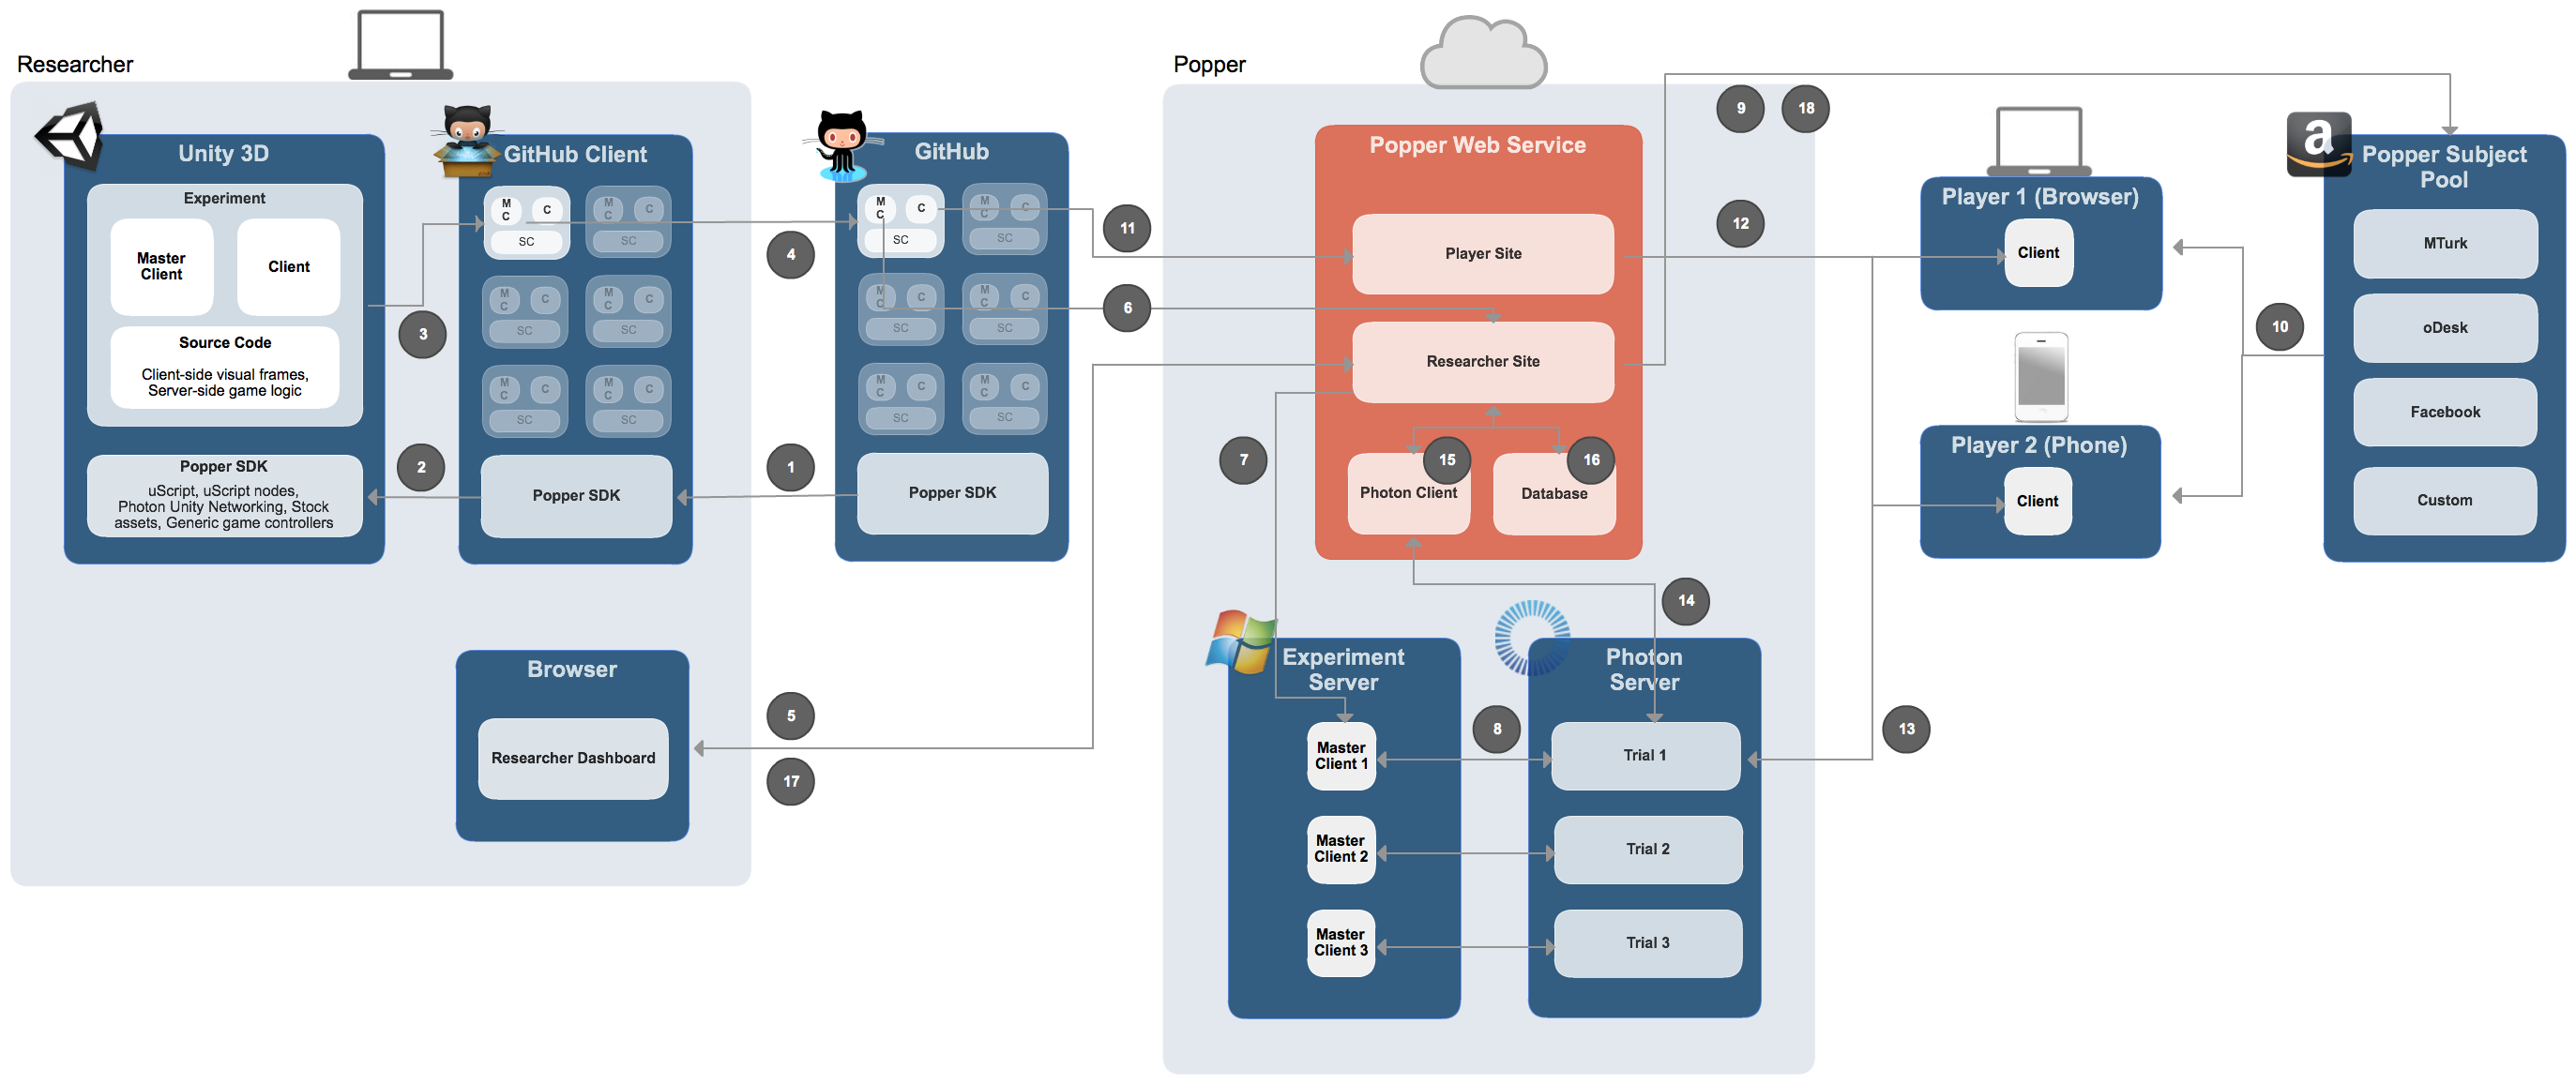 Researcher
Unity 3D
Experiment
Master
Client
Client
Source Code
Client-side visual frames,
Server-side game logic
Popper SDK
uScript, uScript nodes,
Photon Unity Networking, Stock
assets, Generic game controllers
3
2
GitHub Client
M
C
C
SC
M
C
C
SC
M
C
C
SC
M
C
C
SC
M
C
C
SC
M
C
C
SC
Popper SDK
4
1
GitHub
M
C
C
SC
M
C
C
SC
M
C
C
SC
M
C
C
SC
M
C
C
SC
M
C
C
SC
Popper SDK
Browser
Researcher Dashboard
5
17
11
6
Popper
Popper Web Service
Player Site
Researcher Site
Photon Client
15
Database
16
7
14
Experiment
Server
Master
Client 1
Master
Client 2
Master
Client 3
8
Photon
Server
Trial 1
Trial 2
Trial 3
9
18
12
13
Player 1 (Browser)
Client
Player 2 (Phone)
Client
10
a
Popper Subject
Pool
MTurk
oDesk
Facebook
Custom